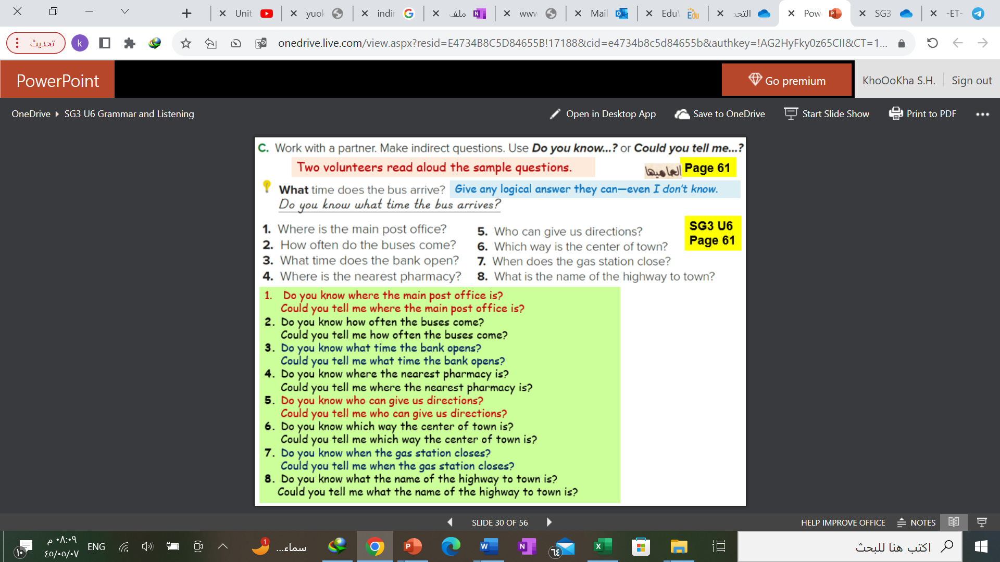 Unit
yuok
indir
ملف
www
Mail
Edu
التحد
Pow
SG3
-ET-
تحديث
k
onedrive.live.com/view.aspx?resid=E4734B8C5D84655B!17188&cid=e4734b8c5d84655b&authkey=!AG2HyFky0z65CII&CT=1...
PowerPoint
Go premium
KhoOoKha S.H.
Sign out
OneDrive ▸ SG3 U6 Grammar and Listening
Open in Desktop App
Save to OneDrive
Start Slide Show
Print to PDF
C. Work with a partner. Make indirect questions. Use Do you know...? or Could you tell me...?
Two volunteers read aloud the sample questions.
Page 61
What time does the bus arrive?
Give any logical answer they can—even I don't know.
Do you know what time the bus arrives?
1. Where is the main post office?
2. How often do the buses come?
3. What time does the bank open?
4. Where is the nearest pharmacy?
5. Who can give us directions?
6. Which way is the center of town?
7. When does the gas station close?
8. What is the name of the highway to town?
SG3 U6
Page 61
1. Do you know where the main post office is?
Could you tell me where the main post office is?
2. Do you know how often the buses come?
Could you tell me how often the buses come?
3. Do you know what time the bank opens?
Could you tell me what time the bank opens?
4. Do you know where the nearest pharmacy is?
Could you tell me where the nearest pharmacy is?
5. Do you know who can give us directions?
Could you tell me who can give us directions?
6. Do you know which way the center of town is?
Could you tell me which way the center of town is?
7. Do you know when the gas station closes?
Could you tell me when the gas station closes?
8. Do you know what the name of the highway to town is?
Could you tell me what the name of the highway to town is?
SLIDE 30 OF 56
HELP IMPROVE OFFICE
NOTES
٠٨:٠٩ م
٤٥/٠٥/٠٧
ENG
سماء...
اكتب هنا للبحث